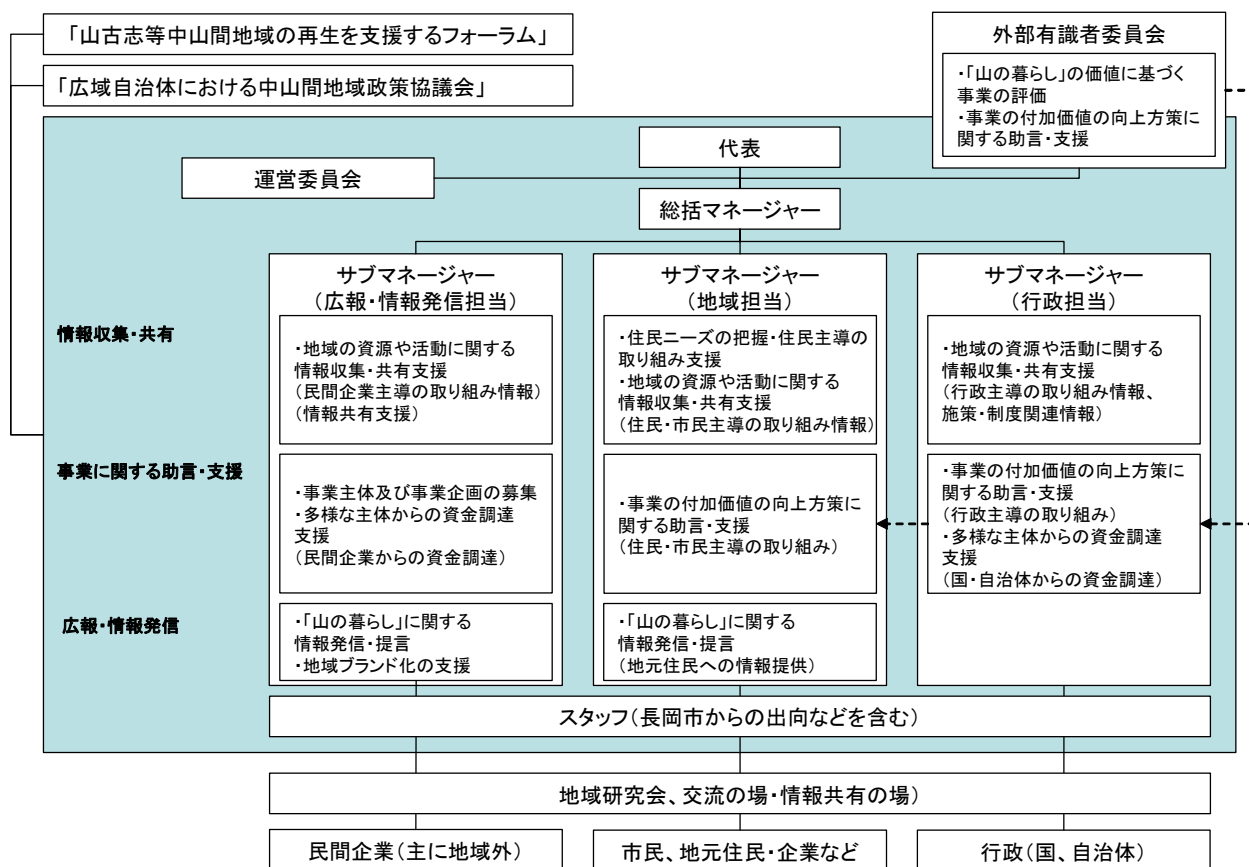 「山古志等中山間地域の再生を支援するフォーラム」
「広域自治体における中山間地域政策協議会」
外部有識者委員会
・「山の暮らし」の価値に基づく
事業の評価
・事業の付加価値の向上方策に
関する助言・支援
代表
運営委員会
総括マネージャー
サブマネージャー
(広報・情報発信担当)
サブマネージャー
(地域担当)
サブマネージャー
(行政担当)
情報収集・共有
・地域の資源や活動に関する
情報収集・共有支援
(民間企業主導の取り組み情報)
(情報共有支援)
・住民ニーズの把握・住民主導の
取り組み支援
・地域の資源や活動に関する
情報収集・共有支援
(住民・市民主導の取り組み情報)
・地域の資源や活動に関する
情報収集・共有支援
(行政主導の取り組み情報、
施策・制度関連情報)
事業に関する助言・支援
・事業主体及び事業企画の募集
・多様な主体からの資金調達
支援
(民間企業からの資金調達)
・事業の付加価値の向上方策に
関する助言・支援
(住民・市民主導の取り組み)
・事業の付加価値の向上方策に
関する助言・支援
(行政主導の取り組み)
・多様な主体からの資金調達
支援
(国・自治体からの資金調達)
広報・情報発信
・「山の暮らし」に関する
情報発信・提言
・地域ブランド化の支援
・「山の暮らし」に関する
情報発信・提言
(地元住民への情報提供)
スタッフ(長岡市からの出向などを含む)
地域研究会、交流の場・情報共有の場)
民間企業(主に地域外)
市民、地元住民・企業など
行政(国、自治体)